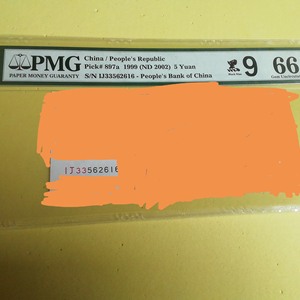 PMG
PAPER MONEY GUARANTY
China / People's Republic
Pick# 897a 1999 (ND 2002) 5 Yuan
S/N IJ33562616 - People's Bank of China
9
66
IJ33562616